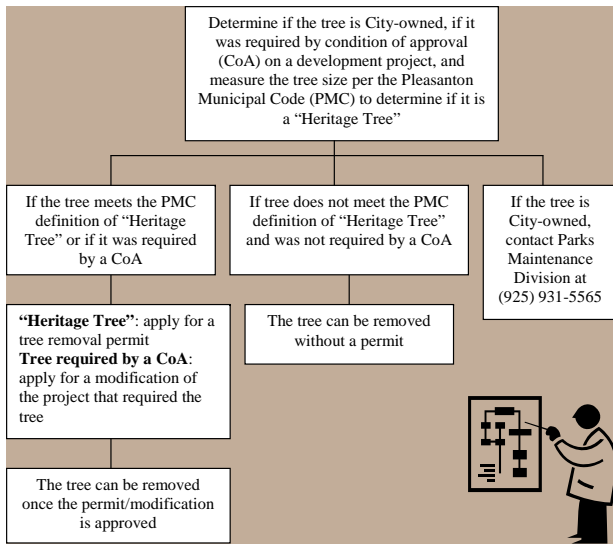 Determine if the tree is City-owned, if
it was required by condition of approval
(CoA) on a development project, and
measure the tree size per the Pleasanton
Municipal Code (PMC) to determine if it is
a “Heritage Tree”
If the tree meets the PMC
definition of “Heritage
Tree” or if it was required
by a CoA
If tree does not meet the PMC
definition of “Heritage Tree”
and was not required by a CoA
If the tree is
City-owned,
contact Parks
Maintenance
Division at
(925) 931-5565
“Heritage Tree”: apply for a
tree removal permit
Tree required by a CoA:
apply for a modification of
the project that required the
tree
The tree can be removed
without a permit
The tree can be removed
once the permit/modification
is approved